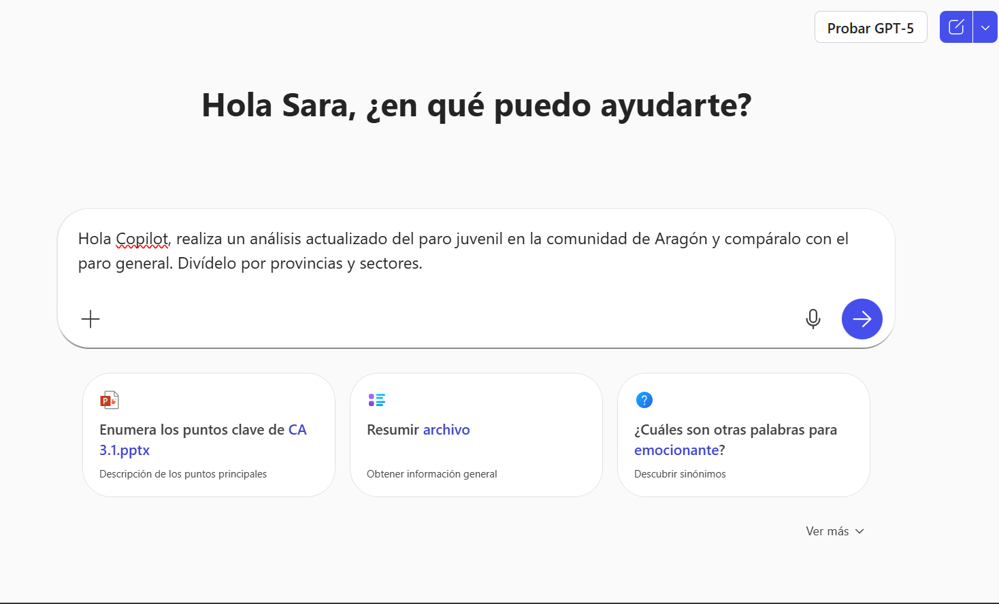 Probar GPT-5
Hola Sara, ¿en qué puedo ayudarte?
Hola Copilot, realiza un análisis actualizado del paro juvenil en la comunidad de Aragón y compáralo con el
paro general. Divídelo por provincias y sectores.
P
Enumera los puntos clave de CA
3.1.pptx
Descripción de los puntos principales
Resumir archivo
Obtener información general
?
¿Cuáles son otras palabras para
emocionante?
Descubrir sinónimos
Ver más